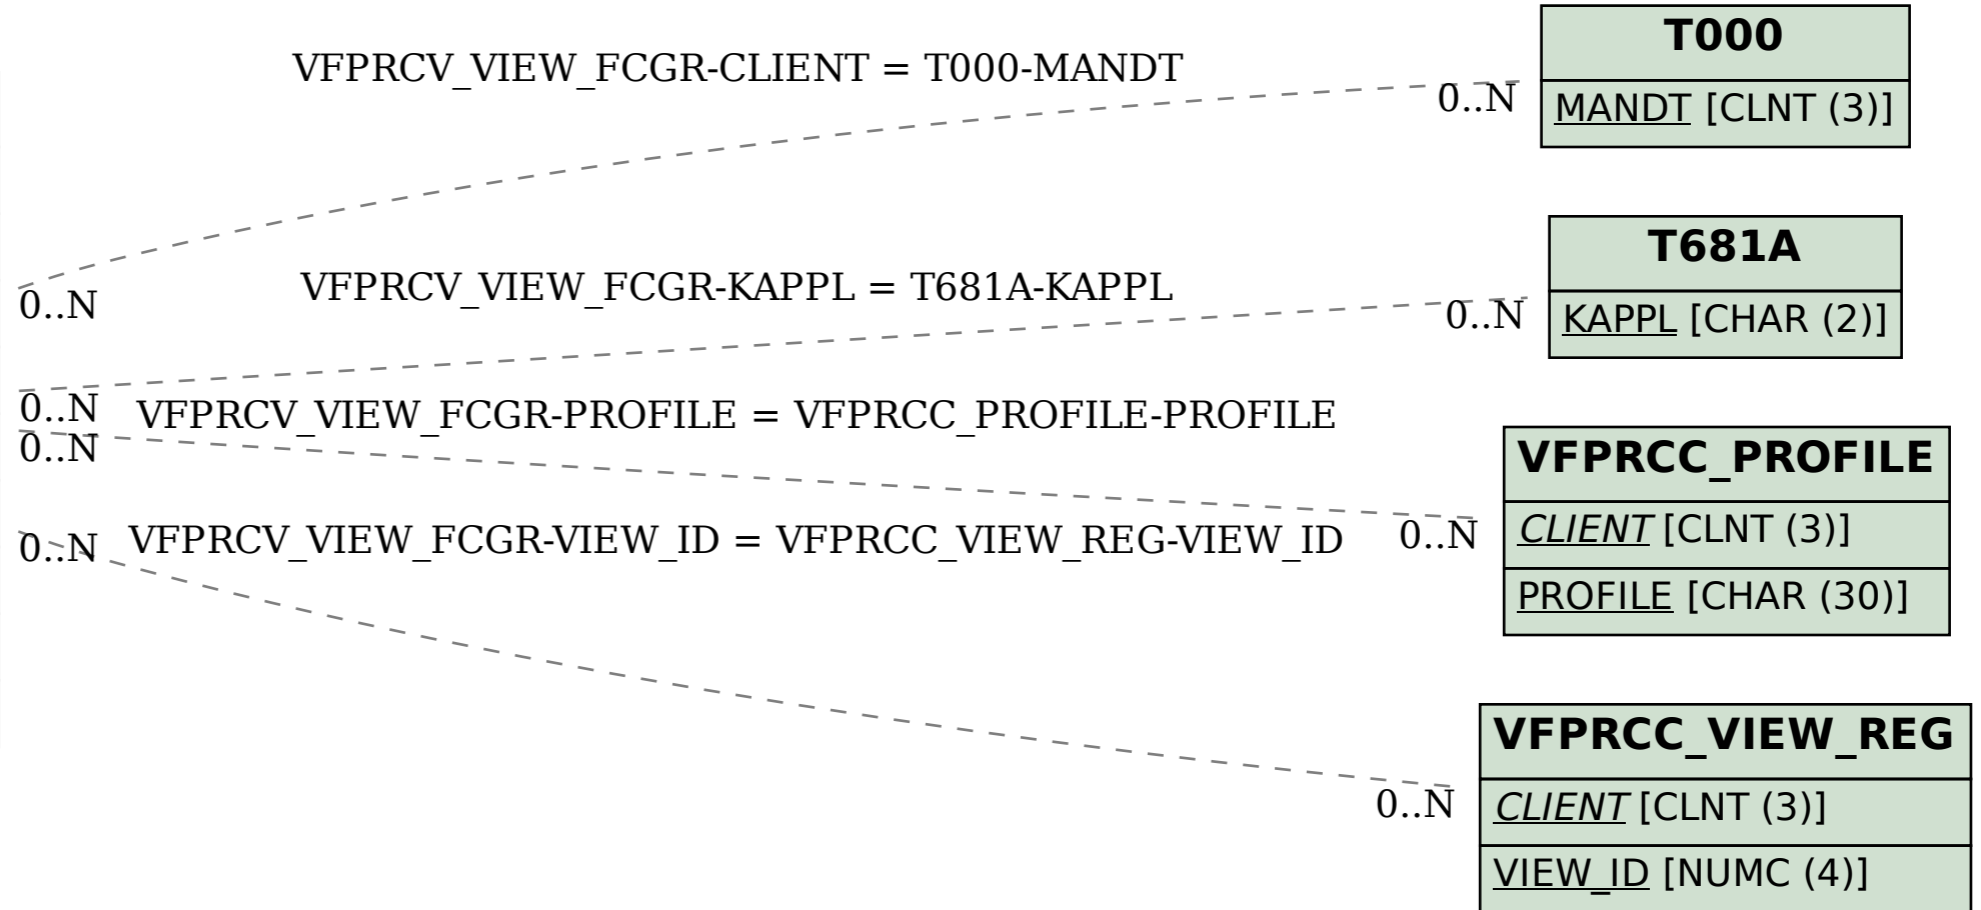 VFPRCV_VIEW_FCGR-CLIENT = T000-MANDT
0..N
0..N
T000
MANDT [CLNT (3)]
VFPRCV_VIEW_FCGR-KAPPL = T681A-KAPPL
0..N
0..N
T681A
KAPPL [CHAR (2)]
VFPRCV_VIEW_FCGR-PROFILE = VFPRCC_PROFILE-PROFILE
0..N
0..N
VFPRCC_PROFILE
CLIENT [CLNT (3)]
PROFILE [CHAR (30)]
VFPRCV_VIEW_FCGR-VIEW_ID = VFPRCC_VIEW_REG-VIEW_ID
0..N
0..N
VFPRCC_VIEW_REG
CLIENT [CLNT (3)]
VIEW_ID [NUMC (4)]